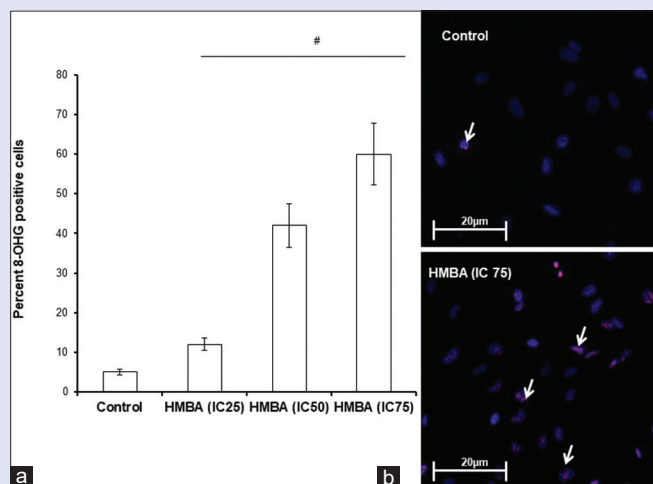 #
Percent 8-OHG positive cells
80
70
60
50
40
30
20
10
0
Control
HMBA (IC25)
HMBA (IC50)
HMBA (IC75)
a
Control
20µm
HMBA (IC 75)
20µm
b